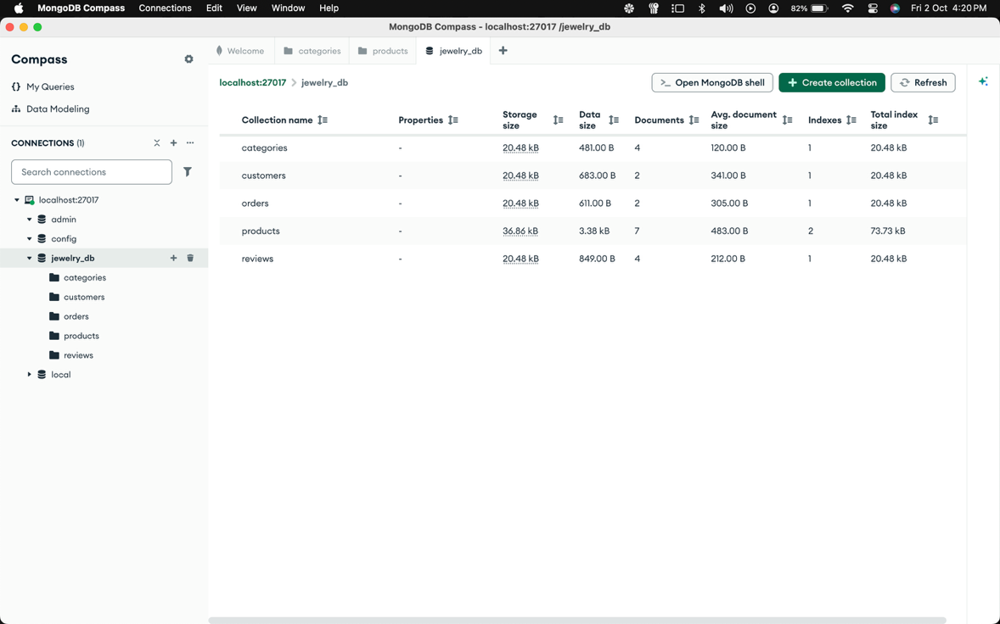 MongoDB Compass Connections Edit View Window Help 82% Fri 2 Oct 4:20 PM
MongoDB Compass - localhost:27017 /jewelry_db
Compass
My Queries
Data Modeling
CONNECTIONS (1)
Search connections
localhost:27017
admin
config
jewelry_db
categories
customers
orders
products
reviews
local
Welcome categories products jewelry_db
localhost:27017 > jewelry_db
>_ Open MongoDB shell + Create collection Refresh
Collection name Properties Storage size Data size Documents Avg. document size Indexes Total index size
categories - 20.48 kB 481.00 B 4 120.00 B 1 20.48 kB
customers - 20.48 kB 683.00 B 2 341.00 B 1 20.48 kB
orders - 20.48 kB 611.00 B 2 305.00 B 1 20.48 kB
products - 36.86 kB 3.38 kB 7 483.00 B 2 73.73 kB
reviews - 20.48 kB 849.00 B 4 212.00 B 1 20.48 kB